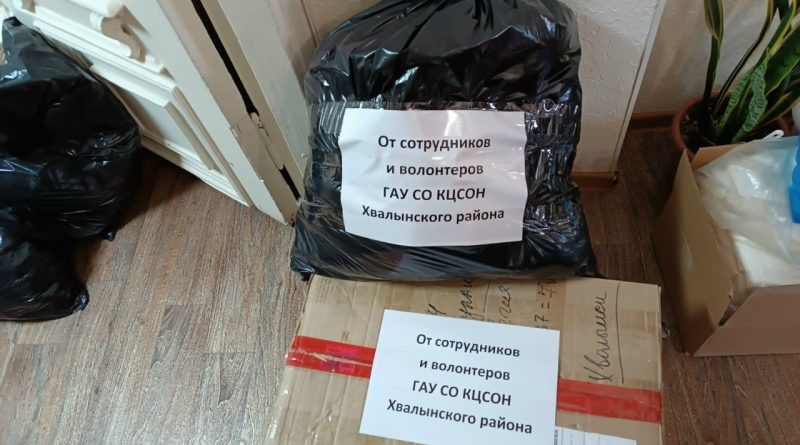 От сотрудников
и волонтеров
ГАУ СО КЦСОН
Хвалынского района
От сотрудников
и волонтеров
ГАУ СО КЦСОН
Хвалынского района